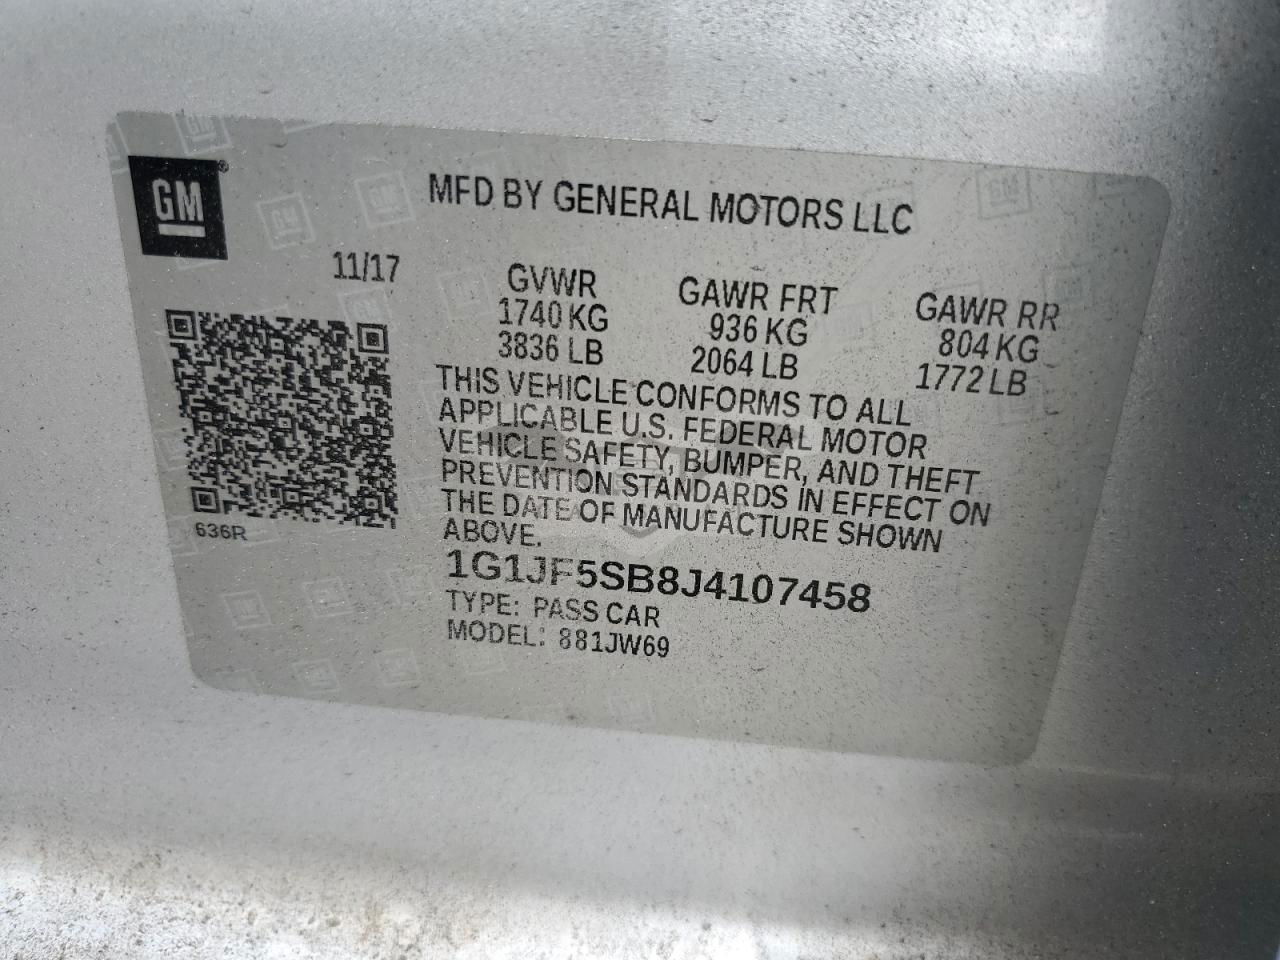 GM
MFD BY GENERAL MOTORS LLC
11/17
GVWR
1740 KG
3836 LB
GAWR FRT
936 KG
2064 LB
GAWR RR
804 KG
1772 LB
THIS VEHICLE CONFORMS TO ALL
APPLICABLE U.S. FEDERAL MOTOR
VEHICLE SAFETY, BUMPER, AND THEFT
PREVENTION STANDARDS IN EFFECT ON
THE DATE OF MANUFACTURE SHOWN
ABOVE.
636R
1G1JF5SB8J4107458
TYPE: PASS CAR
MODEL: 881JW69